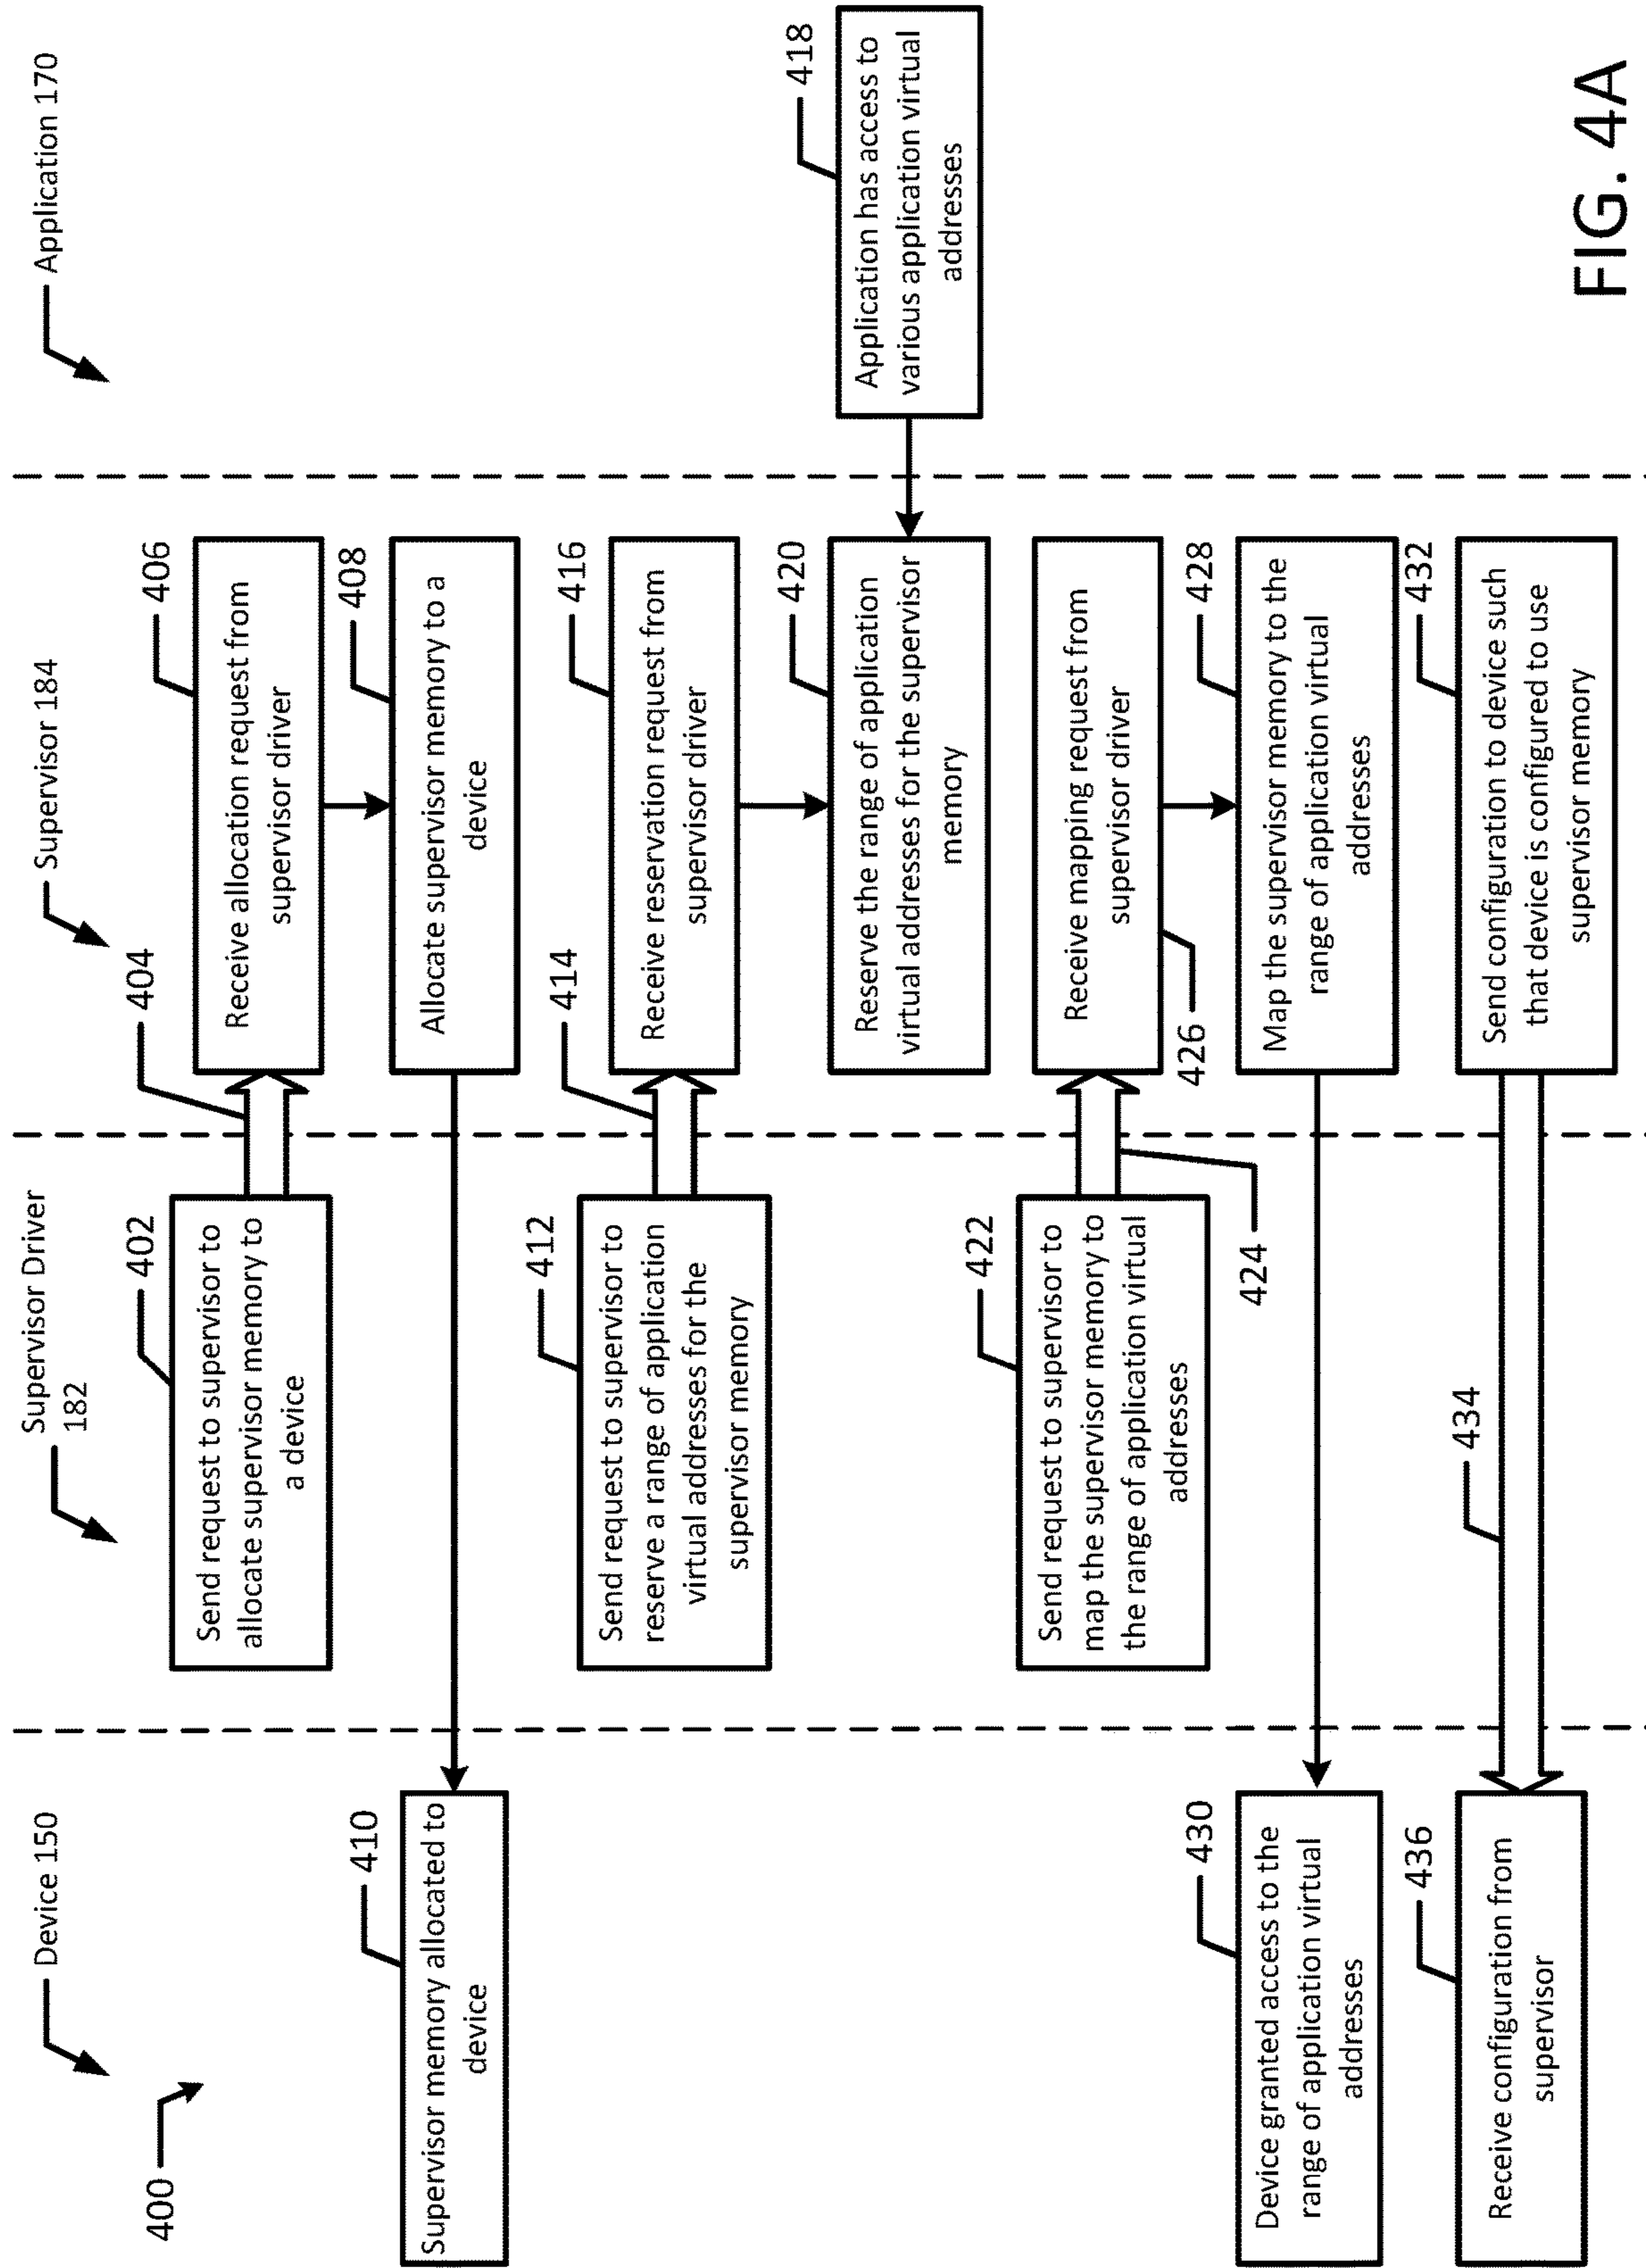 400
Device 150
Supervisor Driver
182
Supervisor 184
Application 170
402
Send request to supervisor to
allocate supervisor memory to
a device
404
406
Receive allocation request from
supervisor driver
408
Allocate supervisor memory to a
device
410
Supervisor memory allocated to
device
412
Send request to supervisor to
reserve a range of application
virtual addresses for the
supervisor memory
414
416
Receive reservation request from
supervisor driver
418
Application has access to
various application virtual
addresses
420
Reserve the range of application
virtual addresses for the supervisor
memory
422
Send request to supervisor to
map the supervisor memory to
the range of application virtual
addresses
424
Receive mapping request from
supervisor driver
426
428
Map the supervisor memory to the
range of application virtual
addresses
430
Device granted access to the
range of application virtual
addresses
432
Send configuration to device such
that device is configured to use
supervisor memory
434
436
Receive configuration from
supervisor
FIG. 4A